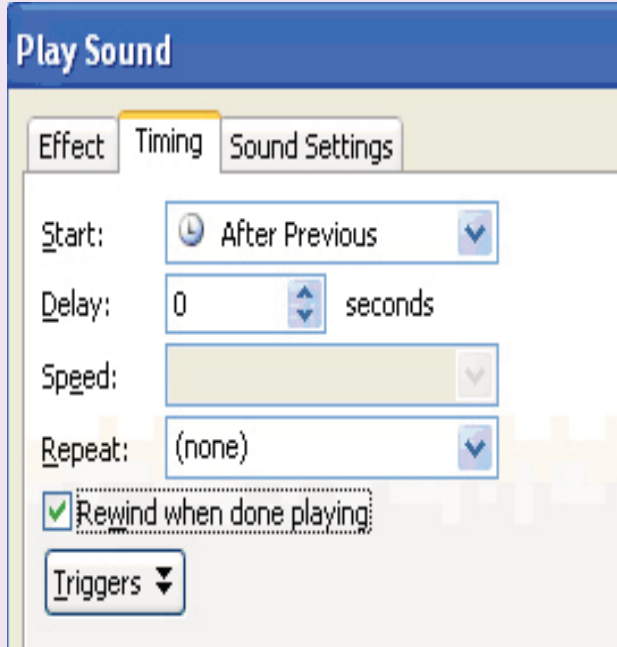 Play Sound
Effect Timing Sound Settings
Start: After Previous
Delay: 0 seconds
Speed:
Repeat: (none)
Rewind when done playing
Triggers